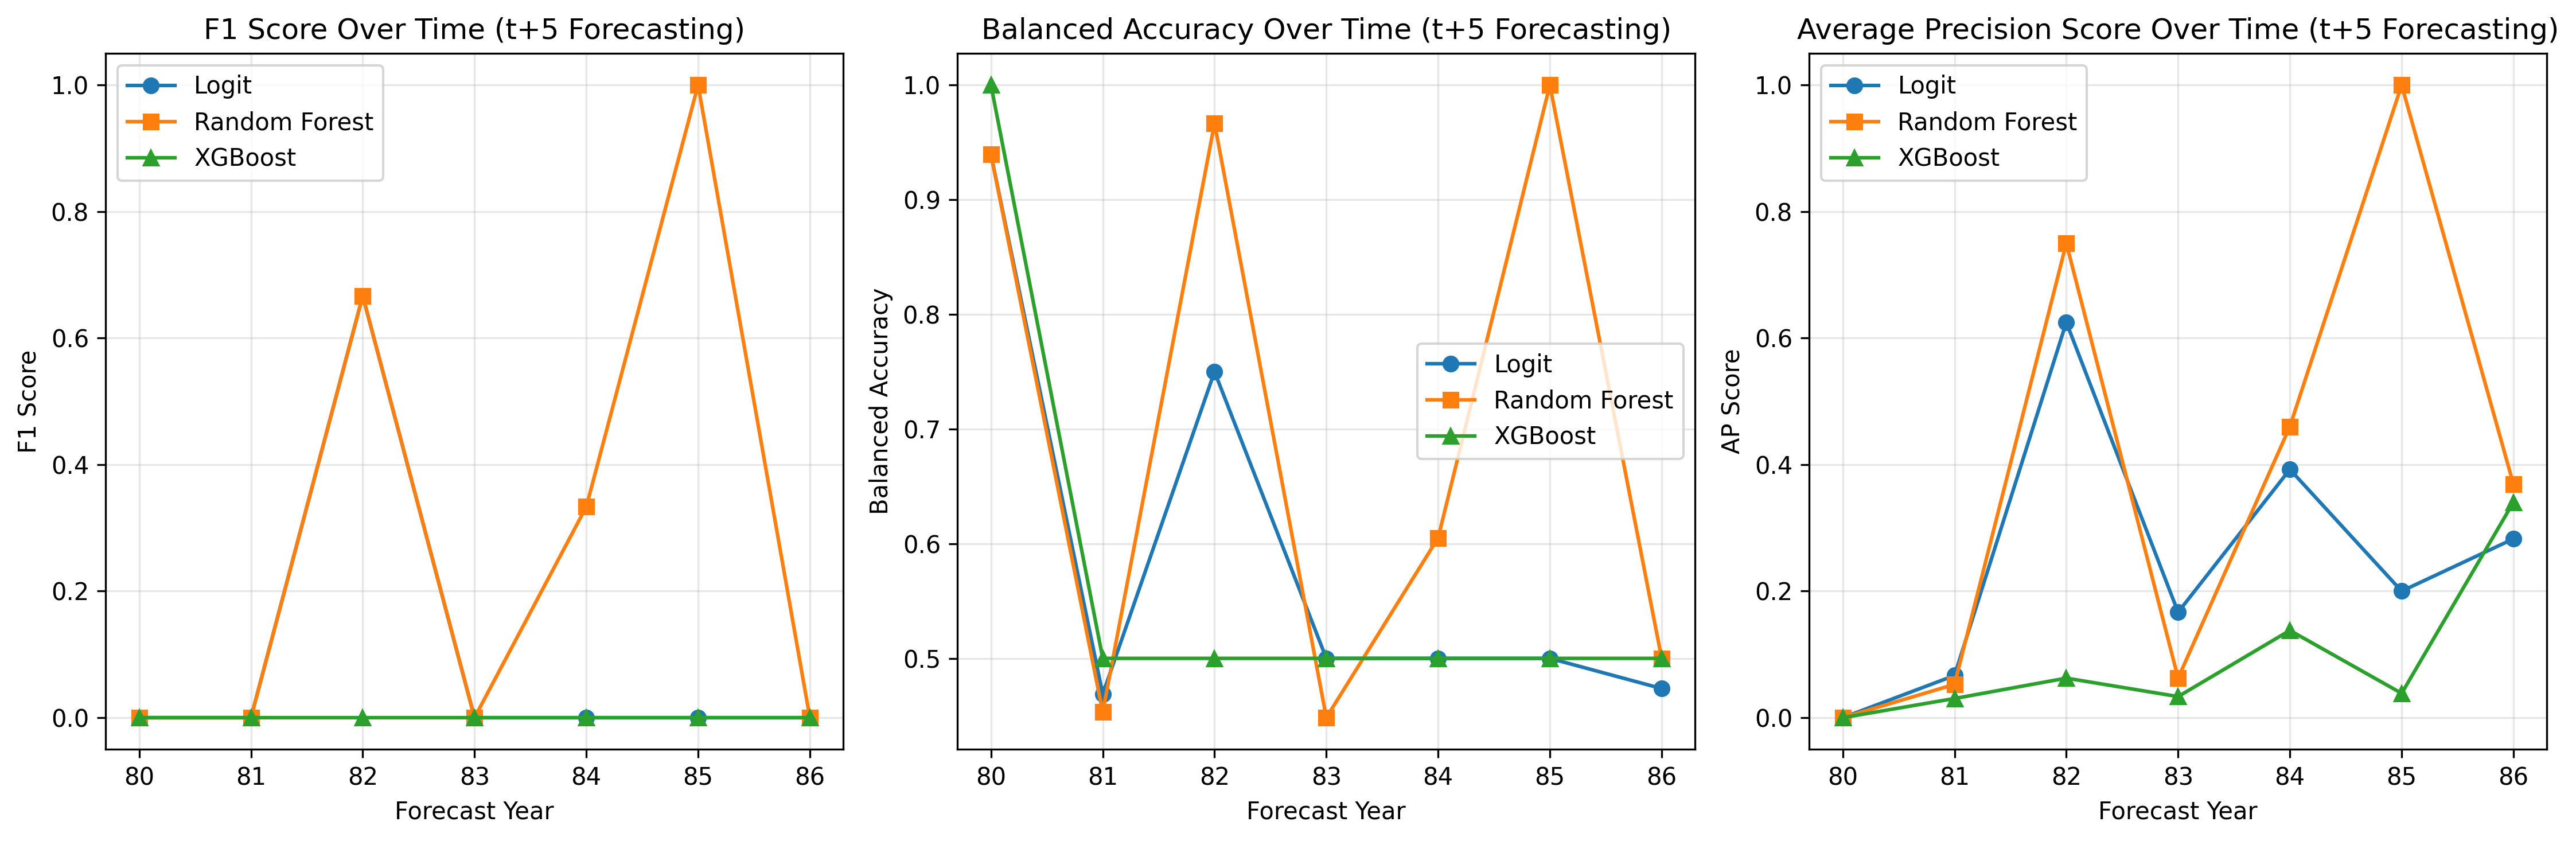 F1 Score Over Time (t+5 Forecasting)
1.0
0.8
0.6
0.4
0.2
0.0
F1 Score
Logit
Random Forest
XGBoost
80 81 82 83 84 85 86
Forecast Year
Balanced Accuracy Over Time (t+5 Forecasting)
1.0
0.9
0.8
0.7
0.6
0.5
Balanced Accuracy
Logit
Random Forest
XGBoost
80 81 82 83 84 85 86
Forecast Year
Average Precision Score Over Time (t+5 Forecasting)
1.0
0.8
0.6
0.4
0.2
0.0
AP Score
Logit
Random Forest
XGBoost
80 81 82 83 84 85 86
Forecast Year